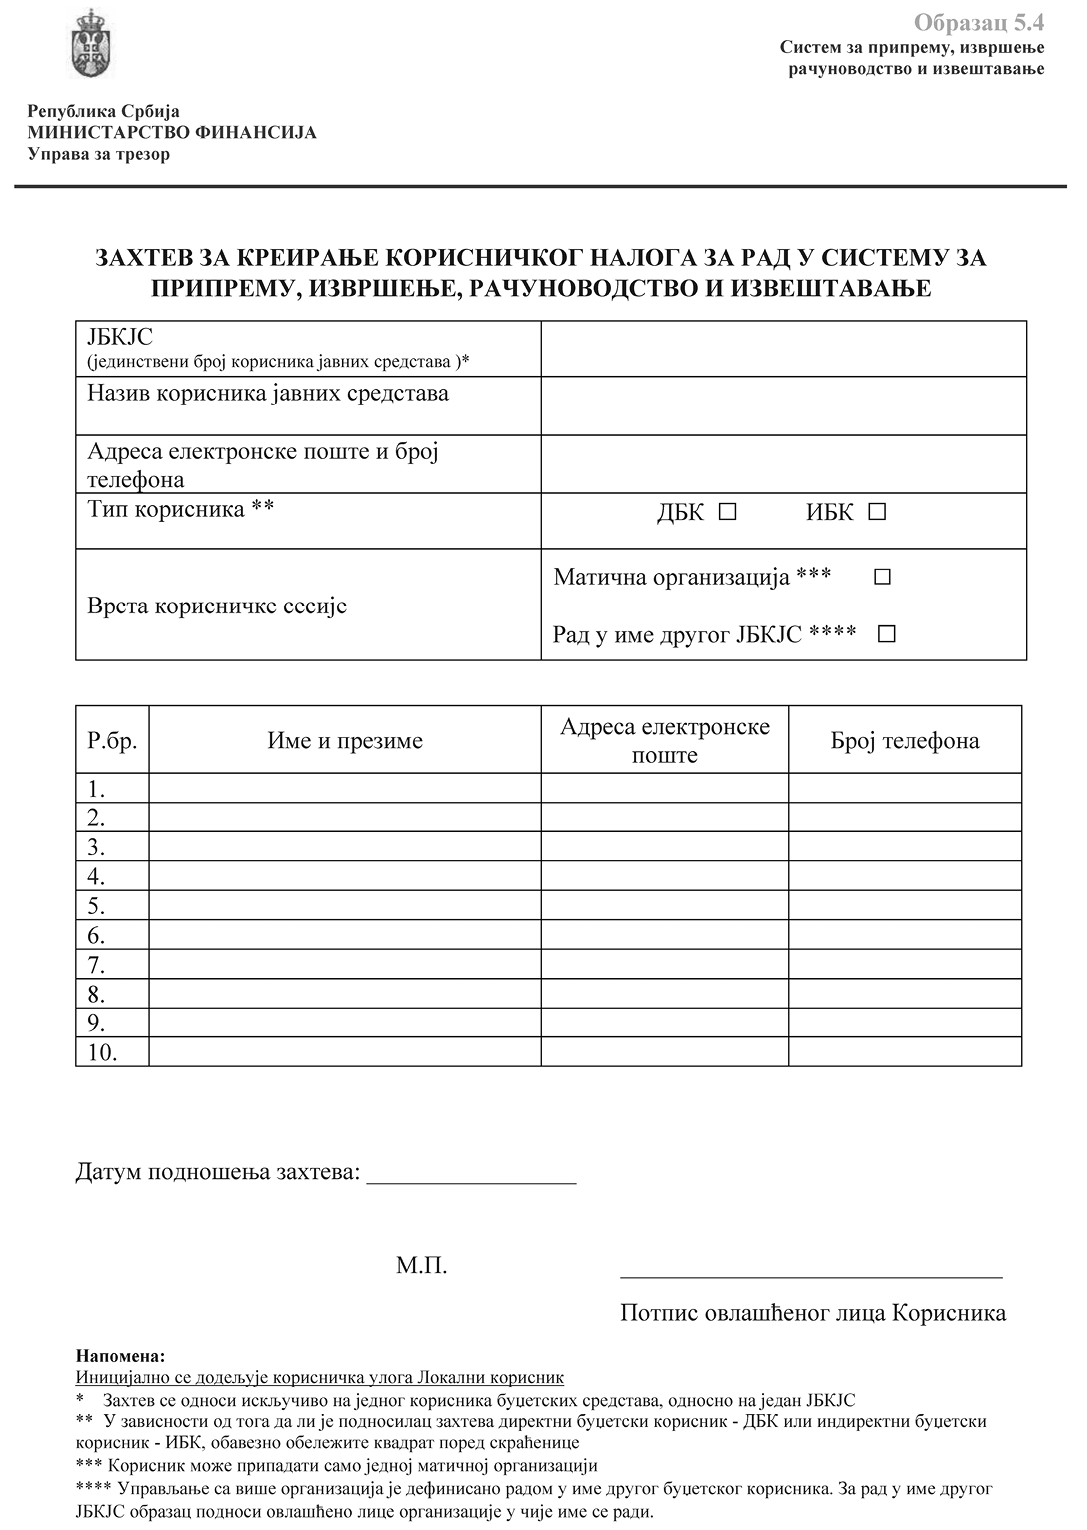 Образац 5.4
Систем за припрему, извршење
рачуноводство и извештавање
Република Србија
МИНИСТАРСТВО ФИНАНСИЈА
Управа за трезор
ЗАХТЕВ ЗА КРЕИРАЊЕ КОРИСНИЧКОГ НАЛОГА ЗА РАД У СИСТЕМУ ЗА
ПРИПРЕМУ, ИЗВРШЕЊЕ, РАЧУНОВОДСТВО И ИЗВЕШТАВАЊЕ
ЈБКЈС
(јединствени број корисника јавних средстава )*
Назив корисника јавних средстава
Адреса електронске поште и број
телефона
Тип корисника **
ДБК ☐ ИБК ☐
Врста корисничке сесије
Матична организација *** ☐
Рад у име другог ЈБКЈС **** ☐
Р.бр. Име и презиме Адреса електронске поште Број телефона
1.
2.
3.
4.
5.
6.
7.
8.
9.
10.
Датум подношења захтева: ___________________
М.П.
Потпис овлашћеног лица Корисника
Напомена:
Иницијално се додељује корисничка улога Локални корисник
* Захтев се односи искључиво на једног корисника буџетских средстава, односно на један ЈБКЈС
** У зависности од тога да ли је подносилац захтева директни буџетски корисник - ДБК или индиректни буџетски
корисник - ИБК, обавезно обележите квадрат поред скраћенице
*** Корисник може припадати само једној матичној организацији
**** Управљање са више организација је дефинисано радом у име другог буџетског корисника. За рад у име другог
ЈБКЈС образац подноси овлашћено лице организације у чије име се ради.